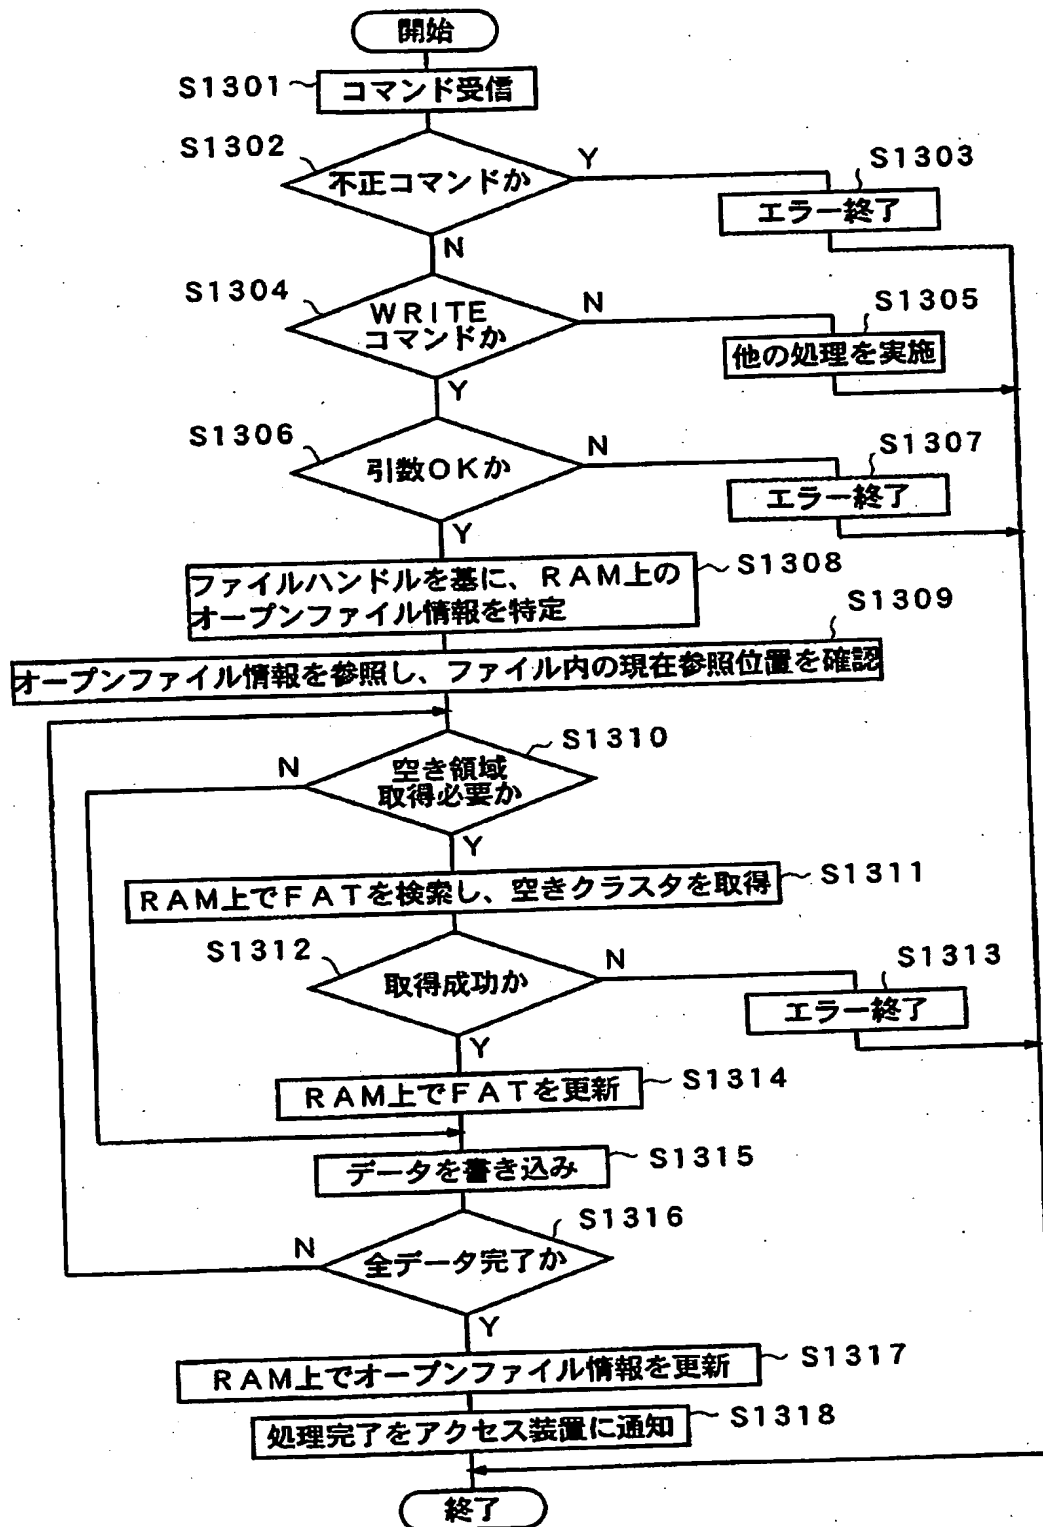 開始
S1301
コマンド受信
S1302
不正コマンドか
Y
S1303
エラー終了
N
S1304
WRITE
コマンドか
N
S1305
他の処理を実施
Y
S1306
引数OKか
N
S1307
エラー終了
Y
S1308
ファイルハンドルを基に、RAM上の
オープンファイル情報を特定
S1309
オープンファイル情報を参照し、ファイル内の現在参照位置を確認
S1310
N
空き領域
取得必要か
Y
RAM上でFATを検索し、空きクラスタを取得
S1311
S1312
取得成功か
N
S1313
エラー終了
Y
RAM上でFATを更新
S1314
データを書き込み
S1315
S1316
N
全データ完了か
Y
RAM上でオープンファイル情報を更新
S1317
処理完了をアクセス装置に通知
S1318
終了